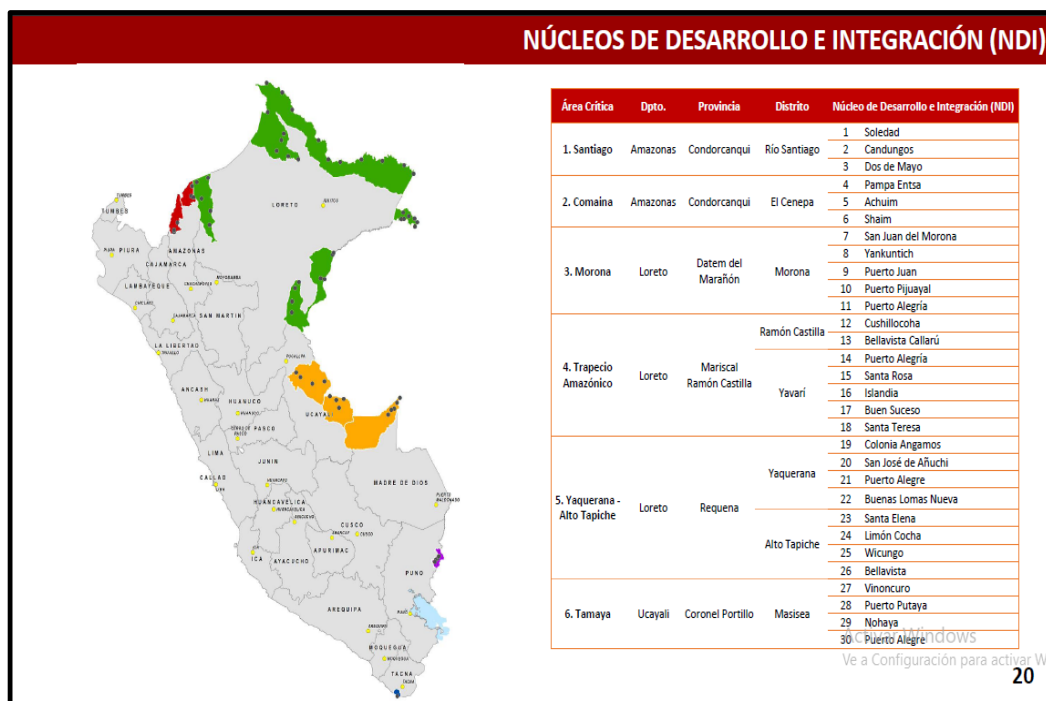 NÚCLEOS DE DESARROLLO E INTEGRACIÓN (NDI)
Área Crítica Dpto. Provincia Distrito Núcleo de Desarrollo e Integración (NDI)
1. Santiago Amazonas Condorcanqui Río Santiago
1 Soledad
2 Candungos
3 Dos de Mayo
2. Comaina Amazonas Condorcanqui El Cenepa
4 Pampa Entsa
5 Achuim
6 Shaim
3. Morona Loreto Datem del Marañón Morona
7 San Juan del Morona
8 Yankuntich
9 Puerto Juan
10 Puerto Pijuayal
11 Puerto Alegría
4. Trapecio Amazónico Loreto Mariscal Ramón Castilla
Ramón Castilla
12 Cushillocoha
13 Bellavista Callarú
Yavarí
14 Puerto Alegría
15 Santa Rosa
16 Islandia
17 Buen Suceso
18 Santa Teresa
5. Yaquerana - Alto Tapiche Loreto Requena
Yaquerana
19 Colonia Angamos
20 San José de Añuchi
21 Puerto Alegre
22 Buenas Lomas Nueva
Alto Tapiche
23 Santa Elena
24 Limón Cocha
25 Wicungo
26 Bellavista
6. Tamaya Ucayali Coronel Portillo Masisea
27 Vinoncuro
28 Puerto Putaya
29 Nohaya
30 Puerto Alegre
Activar Windows
Ve a Configuración para activar W
20
LORETO
TUMBES
PIURA
AMAZONAS
CAJAMARCA
LAMBAYEQUE
SAN MARTIN
LA LIBERTAD
ANCASH
HUANUCO
UCAYALI
PASCO
LIMA
JUNIN
CALLAO
MADRE DE DIOS
HUANCAVELICA
CUSCO
ICA
AYACUCHO
APURIMAC
PUNO
AREQUIPA
MOQUEGUA
TACNA